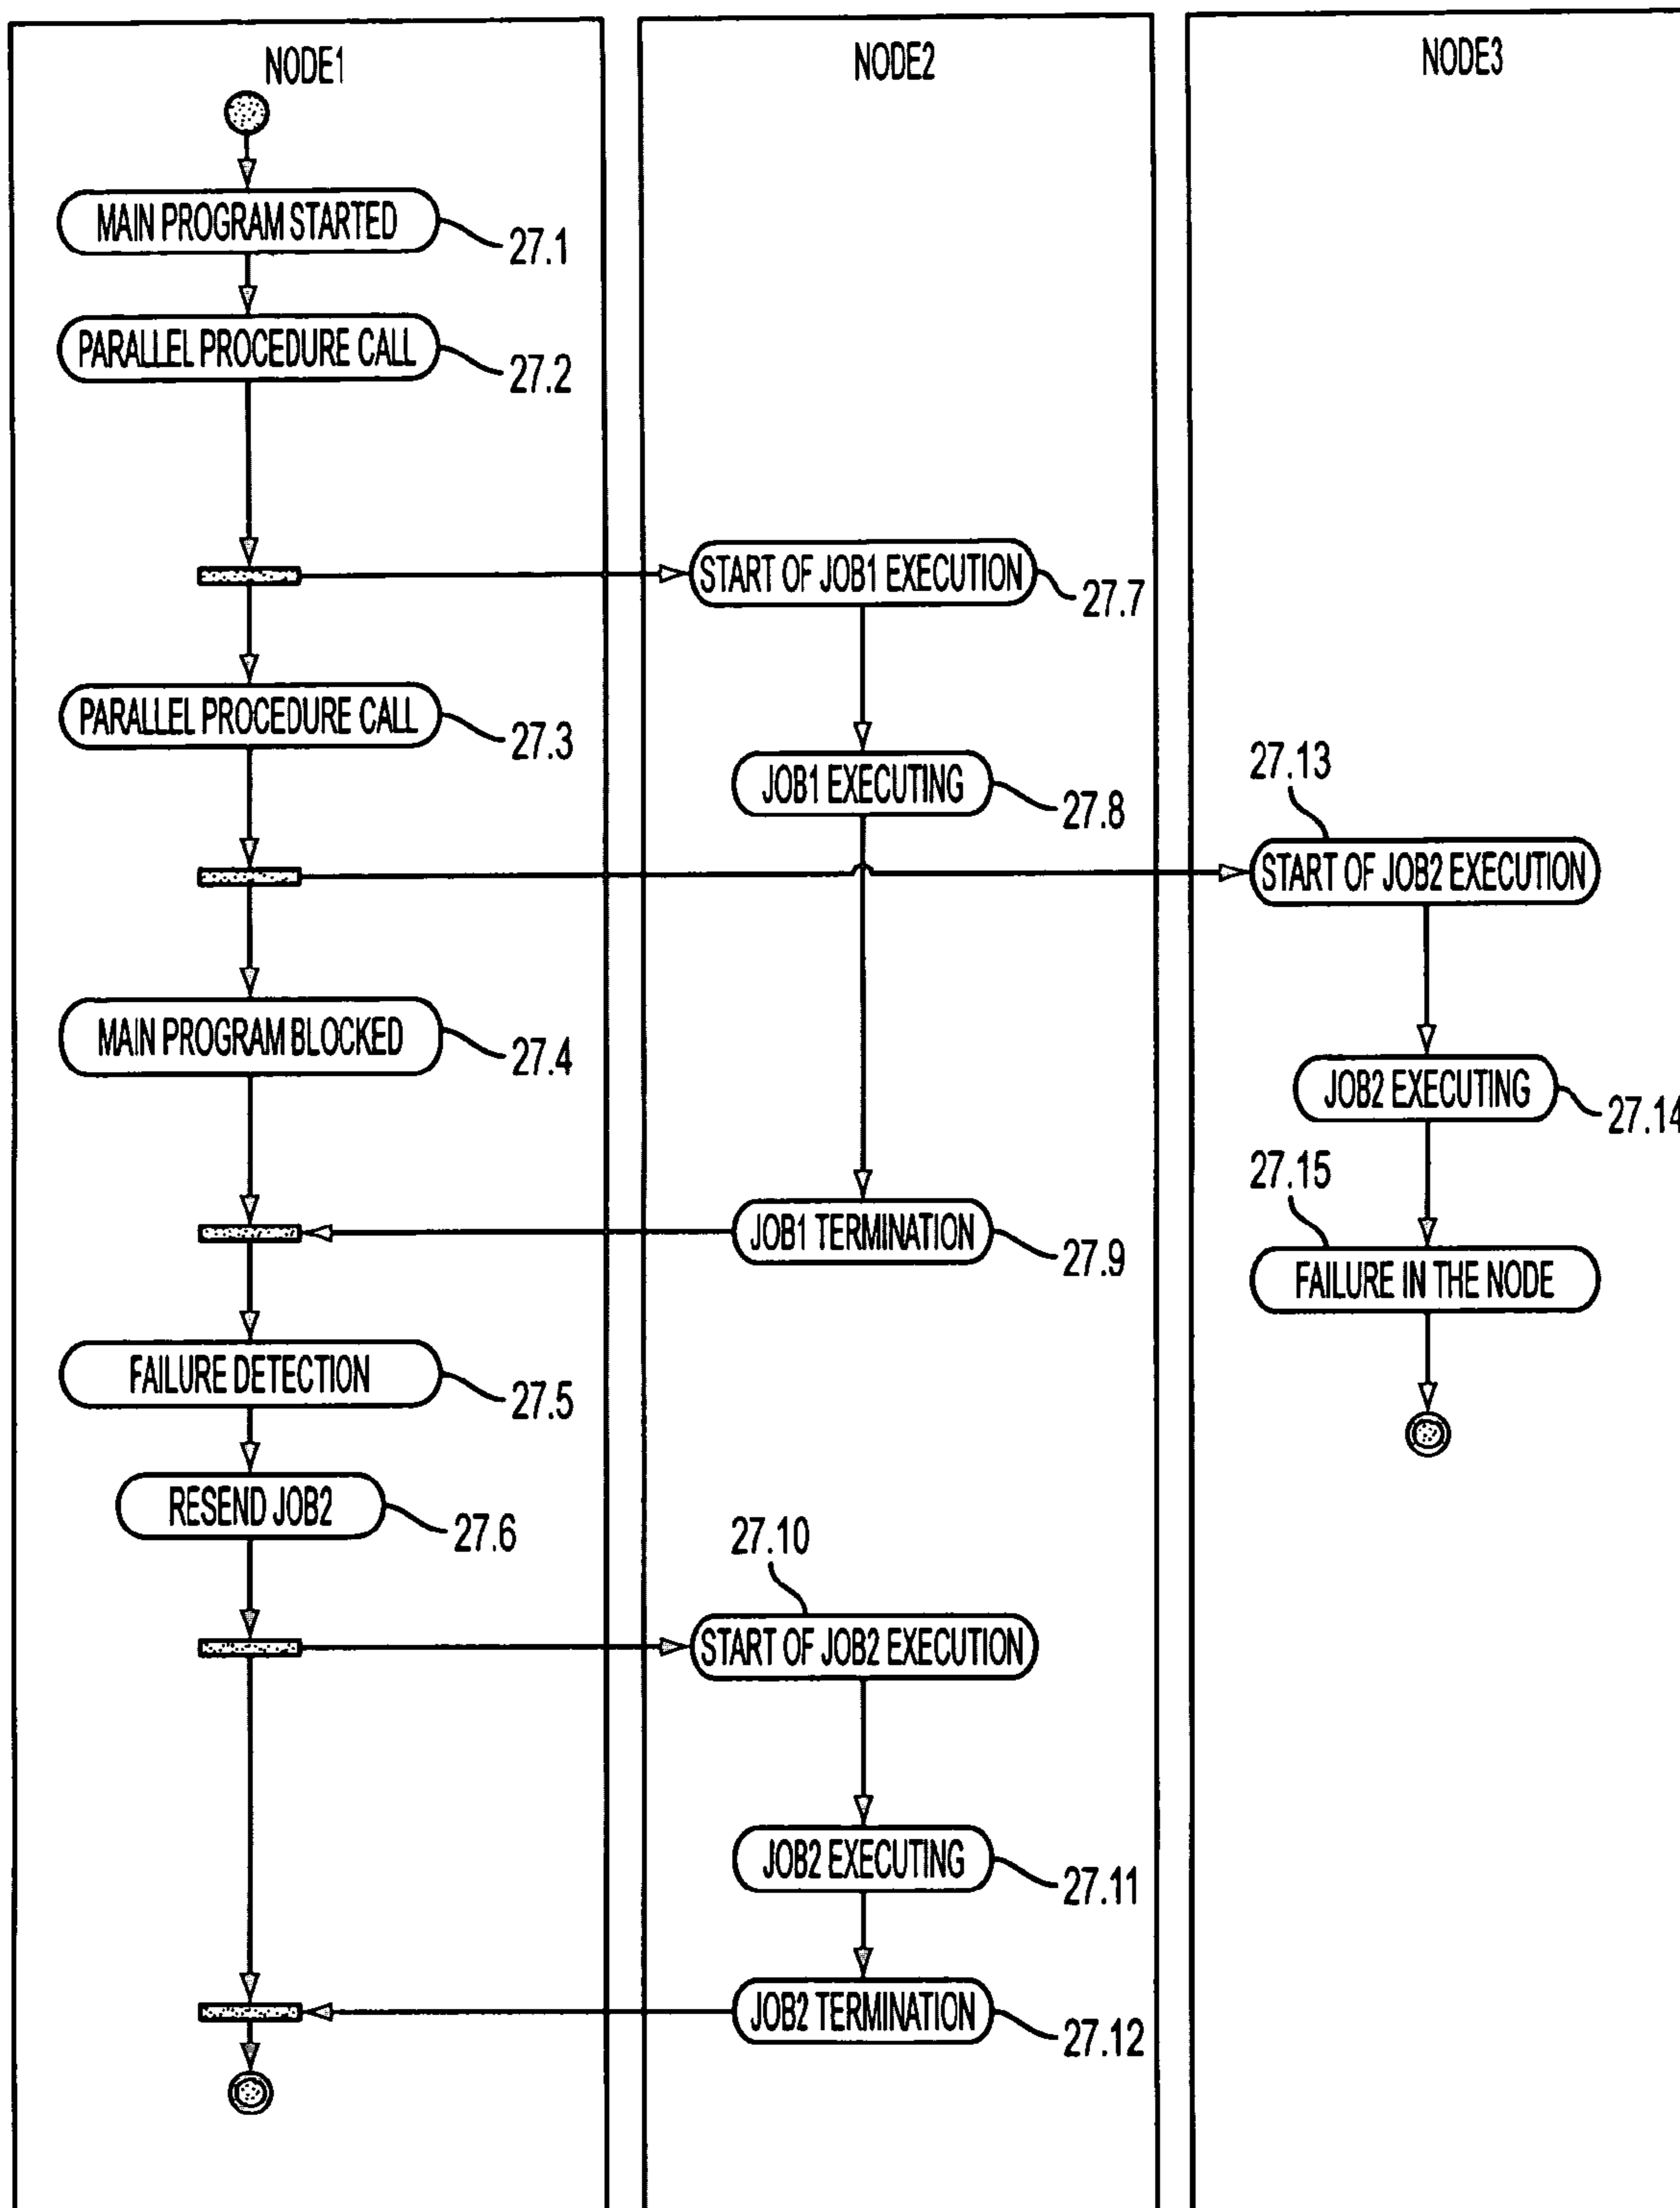 NODE1
NODE2
NODE3
MAIN PROGRAM STARTED
27.1
PARALLEL PROCEDURE CALL
27.2
START OF JOB1 EXECUTION
27.7
PARALLEL PROCEDURE CALL
27.3
JOB1 EXECUTING
27.8
27.13
START OF JOB2 EXECUTION
MAIN PROGRAM BLOCKED
27.4
JOB2 EXECUTING
27.14
27.15
JOB1 TERMINATION
27.9
FAILURE IN THE NODE
FAILURE DETECTION
27.5
RESEND JOB2
27.6
27.10
START OF JOB2 EXECUTION
JOB2 EXECUTING
27.11
JOB2 TERMINATION
27.12